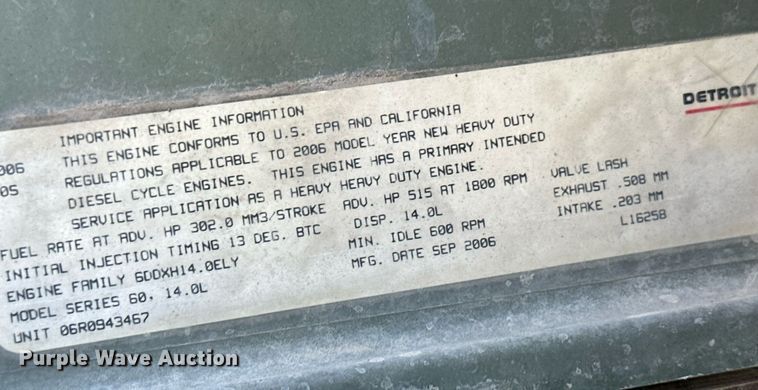 DETROIT
IMPORTANT ENGINE INFORMATION
006 THIS ENGINE CONFORMS TO U.S. EPA AND CALIFORNIA
0S REGULATIONS APPLICABLE TO 2006 MODEL YEAR NEW HEAVY DUTY
DIESEL CYCLE ENGINES. THIS ENGINE HAS A PRIMARY INTENDED
SERVICE APPLICATION AS A HEAVY HEAVY DUTY ENGINE.
FUEL RATE AT ADV. HP 302.0 MM3/STROKE ADV. HP 515 AT 1800 RPM VALVE LASH
INITIAL INJECTION TIMING 13 DEG. BTC DISP. 14.0L EXHAUST .508 MM
ENGINE FAMILY 6DDXH14.0ELY MIN. IDLE 600 RPM INTAKE .203 MM
MODEL SERIES 60, 14.0L MFG. DATE SEP 2006 L16258
UNIT 06R0943467
Purple Wave Auction